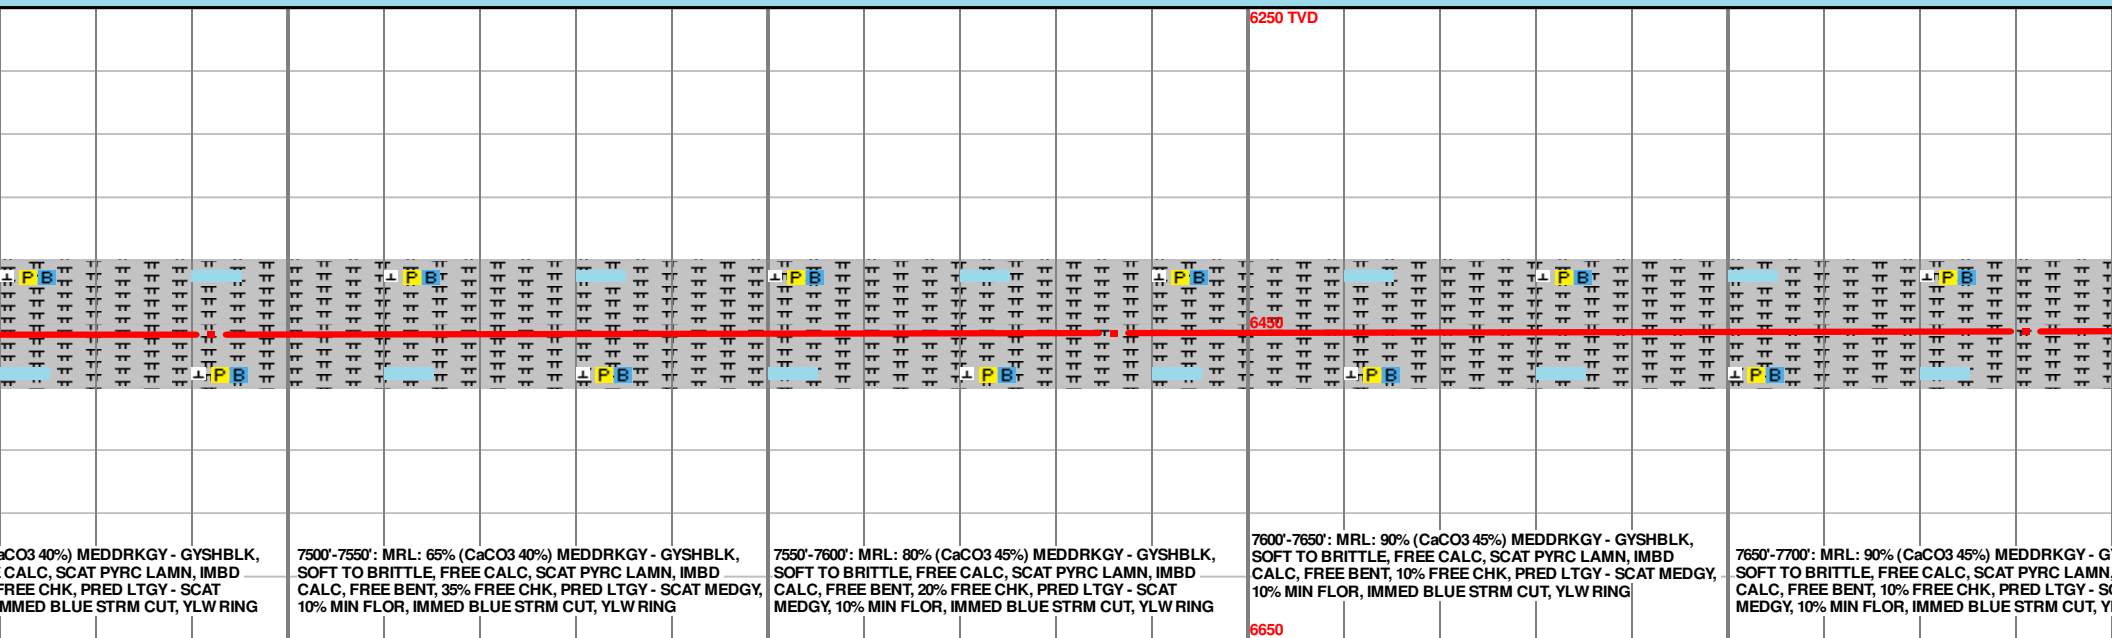 6250 TVD
P B
P B
P B
P B
P B
P B
6450
P B
P B
P B
P B
P B
aCO3 40%) MEDDRKGY - GYSHBLK,
CALC, SCAT PYRC LAMN, IMBD
FREE CHK, PRED LTGY - SCAT
MMED BLUE STRM CUT, YLW RING
7500'-7550': MRL: 65% (CaCO3 40%) MEDDRKGY - GYSHBLK,
SOFT TO BRITTLE, FREE CALC, SCAT PYRC LAMN, IMBD
CALC, FREE BENT, 35% FREE CHK, PRED LTGY - SCAT MEDGY,
10% MIN FLOR, IMMED BLUE STRM CUT, YLW RING
7550'-7600': MRL: 80% (CaCO3 45%) MEDDRKGY - GYSHBLK,
SOFT TO BRITTLE, FREE CALC, SCAT PYRC LAMN, IMBD
CALC, FREE BENT, 20% FREE CHK, PRED LTGY - SCAT
MEDGY, 10% MIN FLOR, IMMED BLUE STRM CUT, YLW RING
7600'-7650': MRL: 90% (CaCO3 45%) MEDDRKGY - GYSHBLK,
SOFT TO BRITTLE, FREE CALC, SCAT PYRC LAMN, IMBD
CALC, FREE BENT, 10% FREE CHK, PRED LTGY - SCAT MEDGY,
10% MIN FLOR, IMMED BLUE STRM CUT, YLW RING
7650'-7700': MRL: 90% (CaCO3 45%) MEDDRKGY - G
SOFT TO BRITTLE, FREE CALC, SCAT PYRC LAMN,
CALC, FREE BENT, 10% FREE CHK, PRED LTGY - S
MEDGY, 10% MIN FLOR, IMMED BLUE STRM CUT, Y
6650